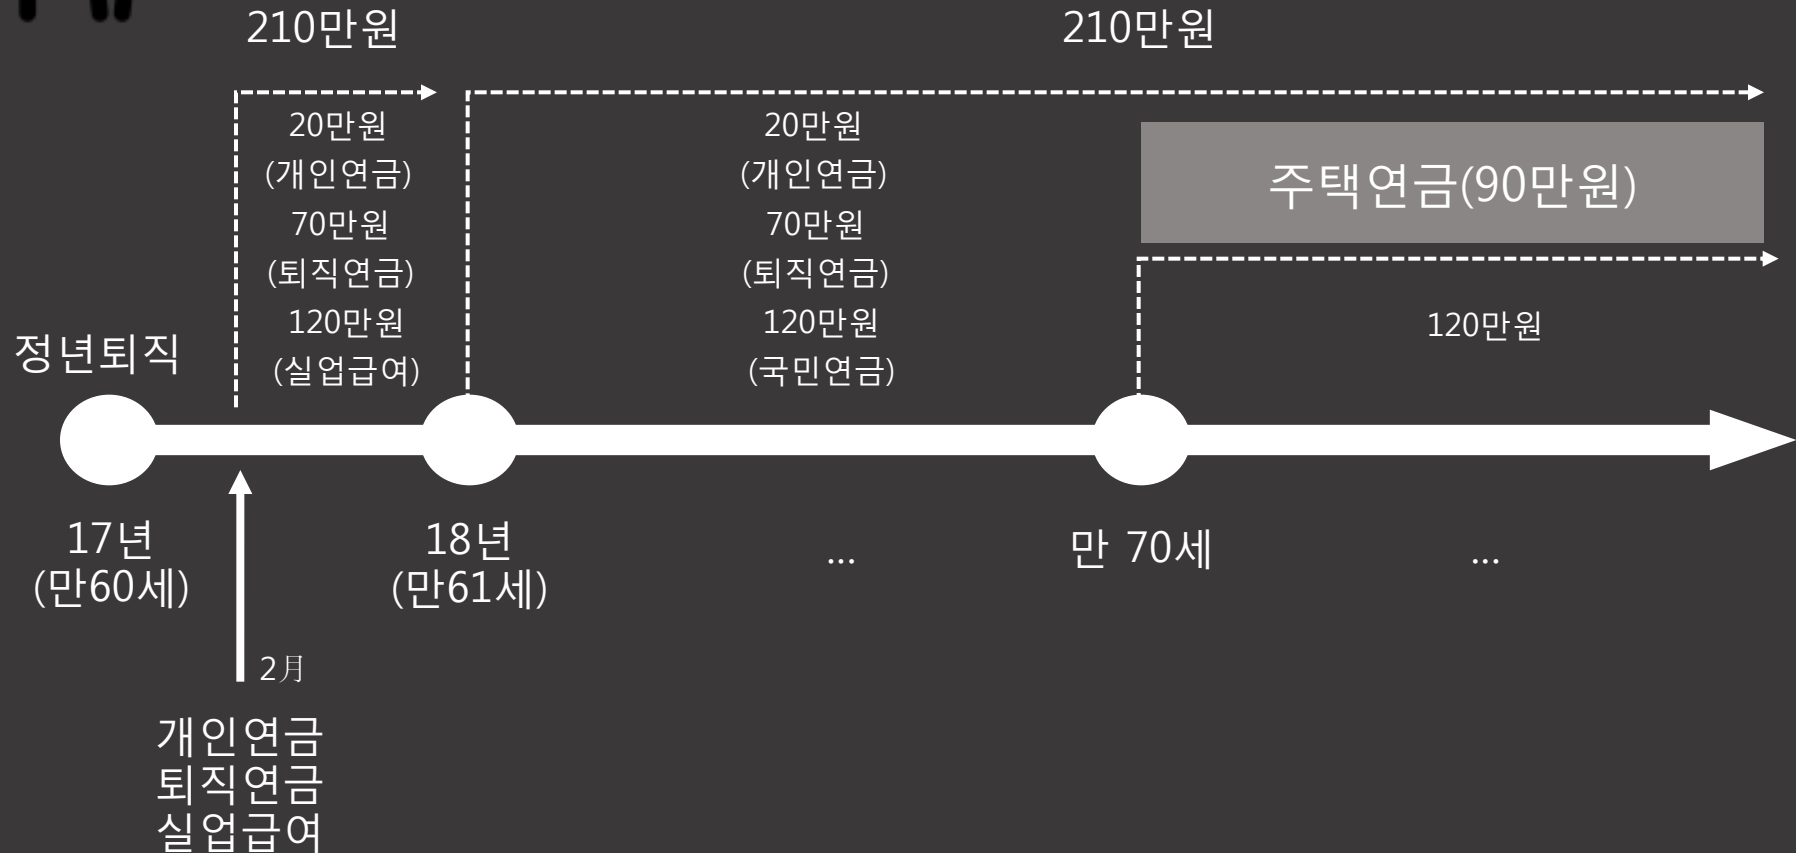 210만원
210만원
20만원
(개인연금)
70만원
(퇴직연금)
120만원
(실업급여)
20만원
(개인연금)
70만원
(퇴직연금)
120만원
(국민연금)
주택연금(90만원)
120만원
정년퇴직
17년
(만60세)
18년
(만61세)
...
만 70세
...
2月
개인연금
퇴직연금
실업급여